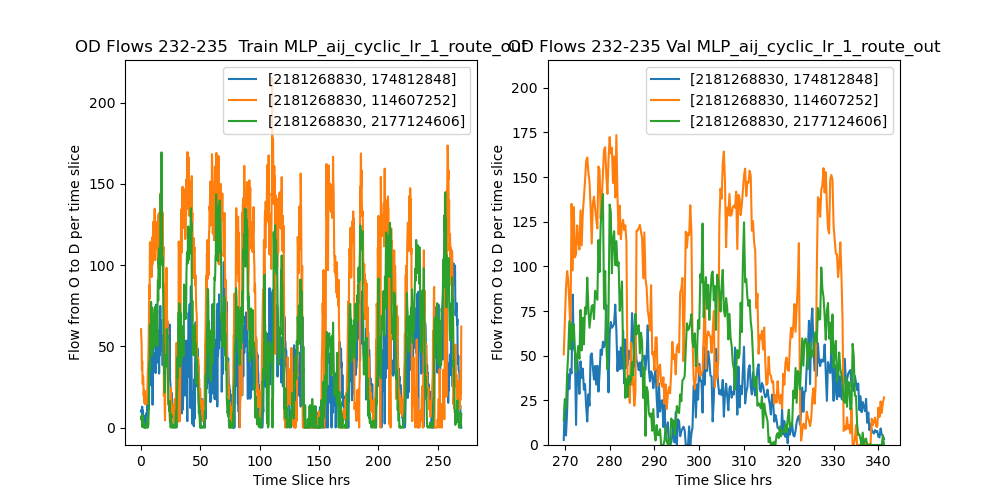 OD Flows 232-235  Train MLP_aij_cyclic_lr_1_route_out
OD Flows 232-235 Val MLP_aij_cyclic_lr_1_route_out
[2181268830, 174812848]
[2181268830, 114607252]
[2181268830, 2177124606]
Flow from O to D per time slice
200
150
100
50
0
0 50 100 150 200 250
Time Slice hrs
[2181268830, 174812848]
[2181268830, 114607252]
[2181268830, 2177124606]
Flow from O to D per time slice
200
175
150
125
100
75
50
25
0
270 280 290 300 310 320 330 340
Time Slice hrs